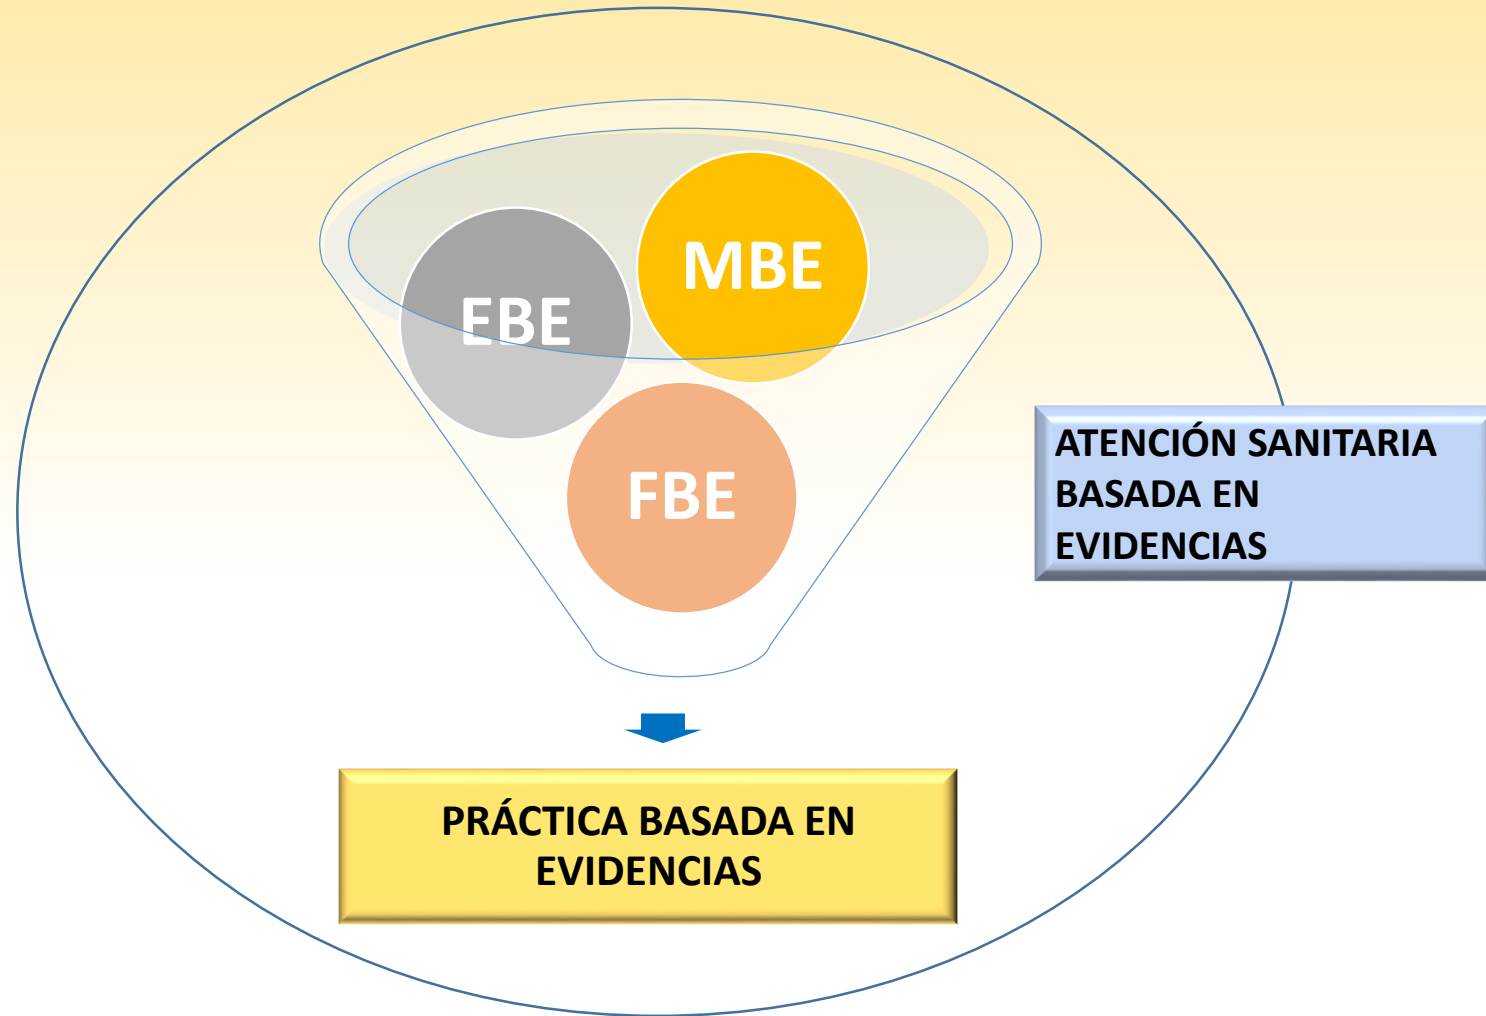 MBE
EBE
FBE
ATENCIÓN SANITARIA
BASADA EN
EVIDENCIAS
PRÁCTICA BASADA EN
EVIDENCIAS